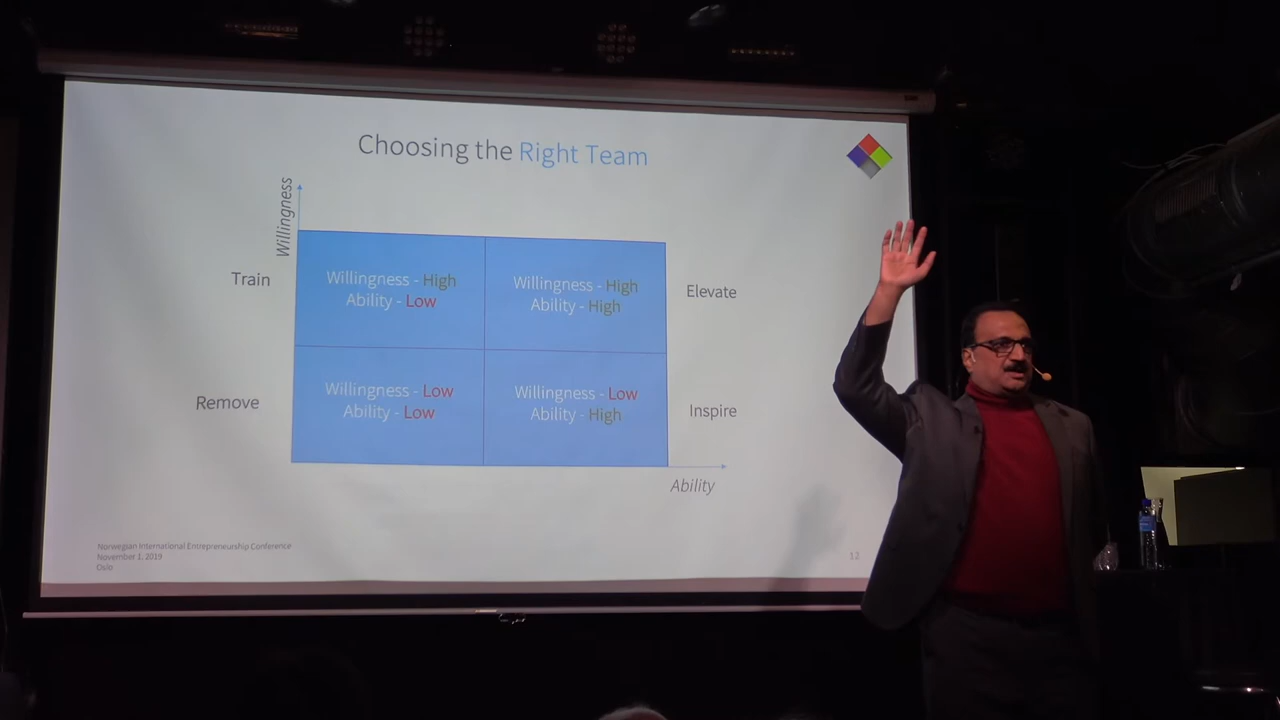 Choosing the Right Team
Willingness
Train
Willingness - High
Ability - Low
Willingness - High
Ability - High
Elevate
Remove
Willingness - Low
Ability - Low
Willingness - Low
Ability - High
Inspire
Ability
Norwegian International Entrepreneurship Conference
November 1, 2019
Oslo
12